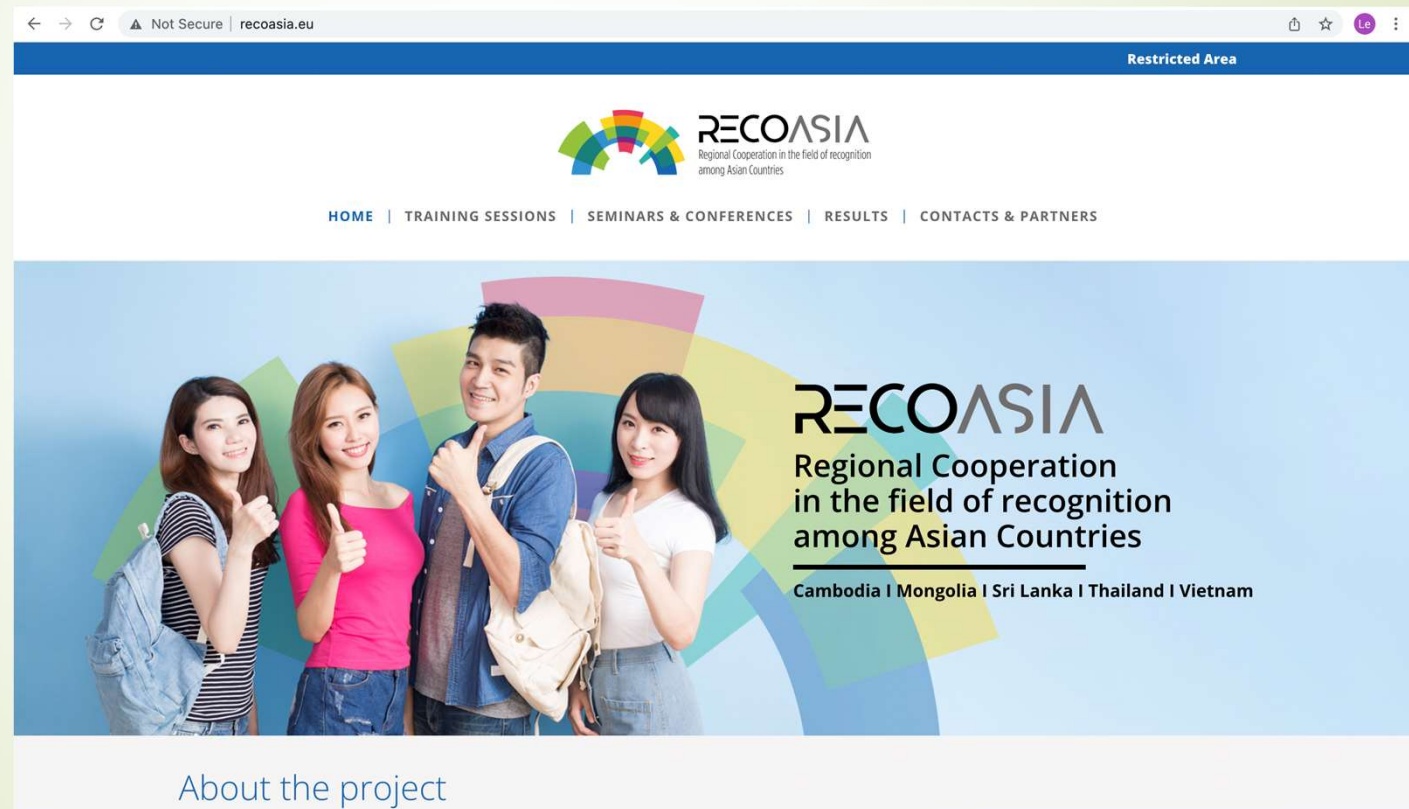 Not Secure | recoasia.eu
Le
Restricted Area
RECOASIA
Regional Cooperation in the field of recognition
among Asian Countries
HOME | TRAINING SESSIONS | SEMINARS & CONFERENCES | RESULTS | CONTACTS & PARTNERS
RECOASIA
Regional Cooperation
in the field of recognition
among Asian Countries
Cambodia I Mongolia I Sri Lanka I Thailand I Vietnam
About the project